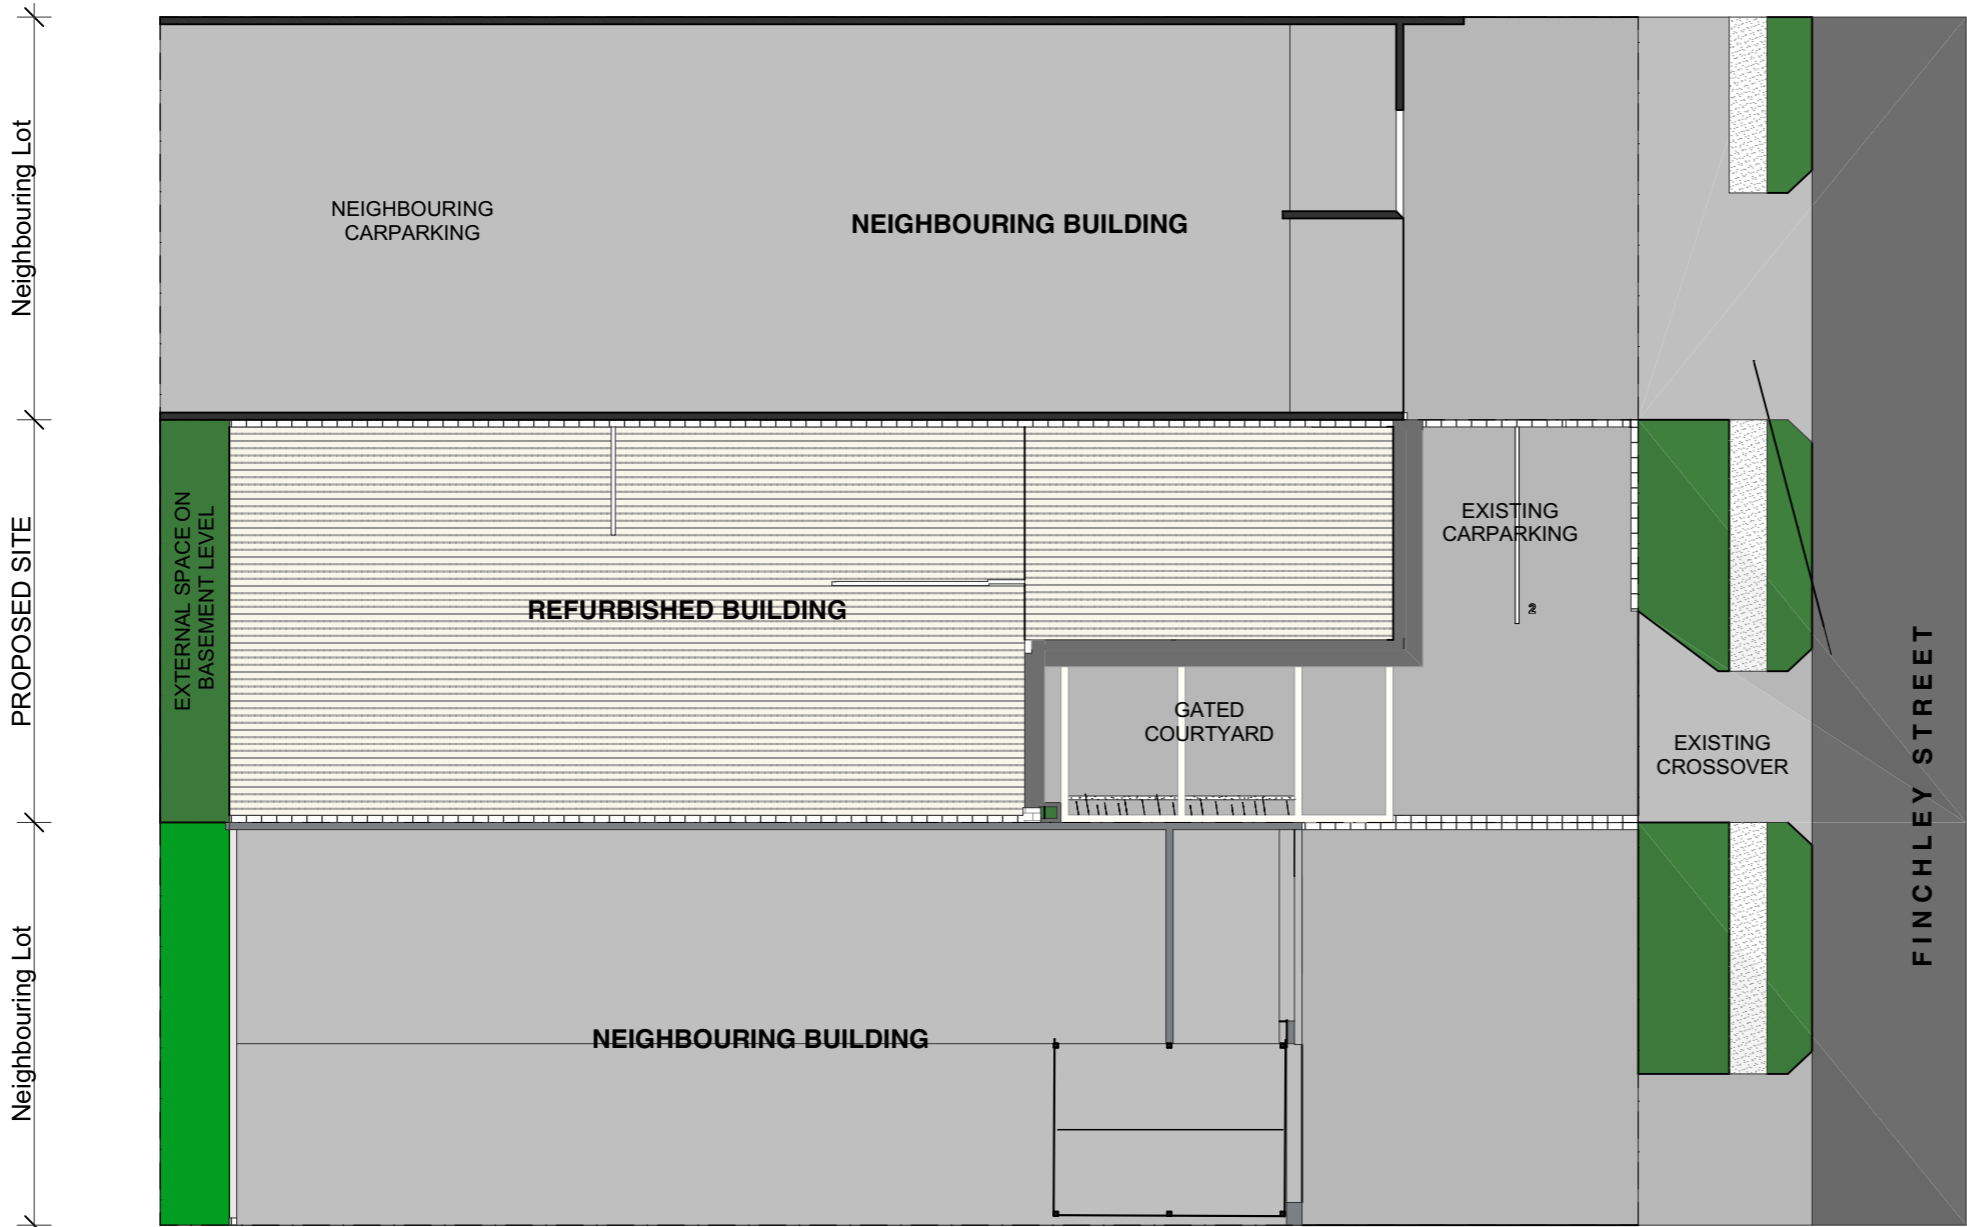 Neighbouring Lot
NEIGHBOURING
CARPARKING
NEIGHBOURING BUILDING
PROPOSED SITE
EXTERNAL SPACE ON
BASEMENT LEVEL
REFURBISHED BUILDING
EXISTING
CARPARKING
2
GATED
COURTYARD
EXISTING
CROSSOVER
FINCHLEY STREET
Neighbouring Lot
NEIGHBOURING BUILDING